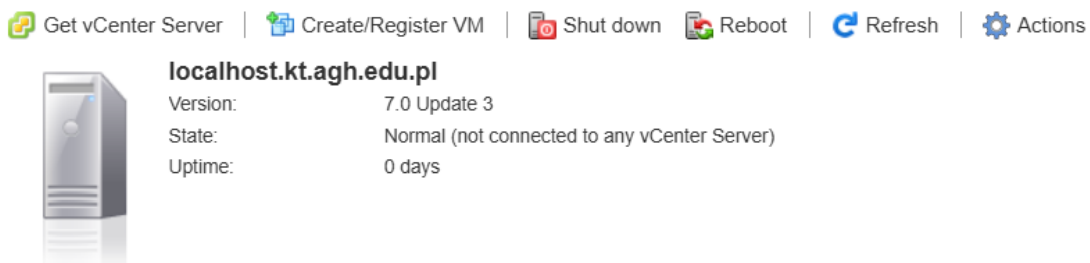 Get vCenter Server Create/Register VM Shut down Reboot Refresh Actions
localhost.kt.agh.edu.pl
Version: 7.0 Update 3
State: Normal (not connected to any vCenter Server)
Uptime: 0 days